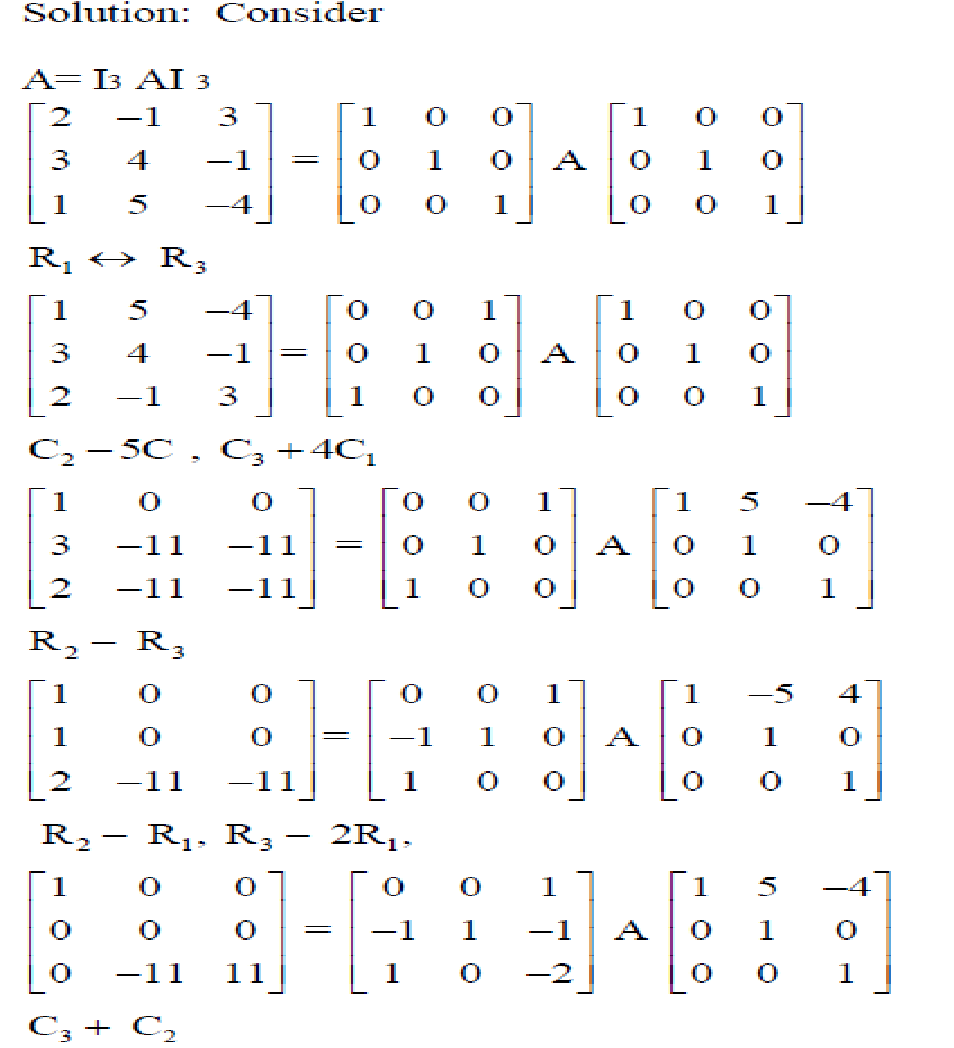 Solution: Consider
A= I3 AI 3
2 −1 3 1 0 0 1 0 0
3 4 −1 = 0 1 0 A 0 1 0
1 5 −4 0 0 1 0 0 1
R1 ↔ R3
1 5 −4 0 0 1 1 0 0
3 4 −1 = 0 1 0 A 0 1 0
2 −1 3 1 0 0 0 0 1
C2 − 5C , C3 + 4C1
1 0 0 0 0 1 1 5 −4
3 −11 −11 = 0 1 0 A 0 1 0
2 −11 −11 1 0 0 0 0 1
R2 − R3
1 0 0 0 0 1 1 −5 4
1 0 0 = −1 1 0 A 0 1 0
2 −11 −11 1 0 0 0 0 1
R2 − R1, R3 − 2R1,
1 0 0 0 0 1 1 5 −4
0 0 0 = −1 1 −1 A 0 1 0
0 −11 11 1 0 −2 0 0 1
C3 + C2